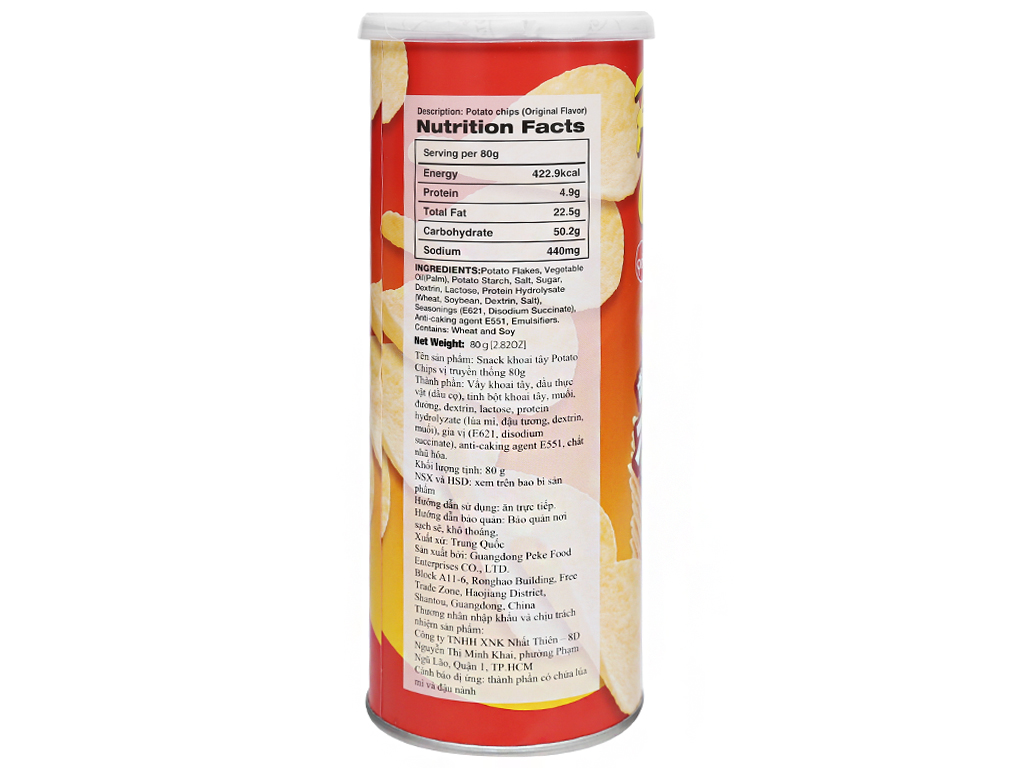 Description: Potato chips (Original Flavor)
Nutrition Facts
Serving per 80g
Energy 422.9kcal
Protein 4.9g
Total Fat 22.5g
Carbohydrate 50.2g
Sodium 440mg
INGREDIENTS:Potato Flakes, Vegetable
Oil(Palm), Potato Starch, Salt, Sugar,
Dextrin, Lactose, Protein Hydrolysate
(Wheat, Soybean, Dextrin, Salt),
Seasonings (E621, Disodium Succinate),
Anti-caking agent E551, Emulsifiers.
Contains: Wheat and Soy
Net Weight: 80g [2.82OZ]
Tên sản phẩm: Snack khoai tây Potato
Chips vị truyền thống 80g
Thành phần: Vẩy khoai tây, dầu thực
vật (dầu cọ), tinh bột khoai tây, muối,
đường, dextrin, lactose, protein
hydrolyzate (lúa mì, đậu tương, dextrin,
muối), gia vị (E621, disodium
succinate), anti-caking agent E551, chất
nhũ hóa.
Khối lượng tịnh: 80 g
NSX và HSD: xem trên bao bì sản
phẩm
Hướng dẫn sử dụng: ăn trực tiếp.
Hướng dẫn bảo quản: Bảo quản nơi
sạch sẽ, khô thoáng.
Xuất xứ: Trung Quốc
Sản xuất bởi: Guangdong Peke Food
Enterprises CO., LTD.
Block A11-6, Ronghao Building, Free
Trade Zone, Haojiang District,
Shantou, Guangdong, China
Thương nhân nhập khẩu và chịu trách
nhiệm sản phẩm:
Công ty TNHH XNK Nhất Thiên – 8D
Nguyễn Thị Minh Khai, phường Phạm
Ngũ Lão, Quận 1, TP.HCM
Cảnh báo dị ứng: thành phần có chứa lúa
mì và đậu nành